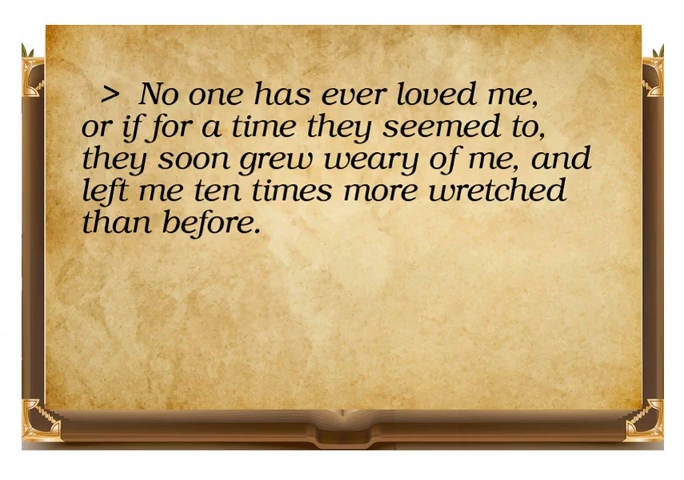 > No one has ever loved me,
or if for a time they seemed to,
they soon grew weary of me, and
left me ten times more wretched
than before.